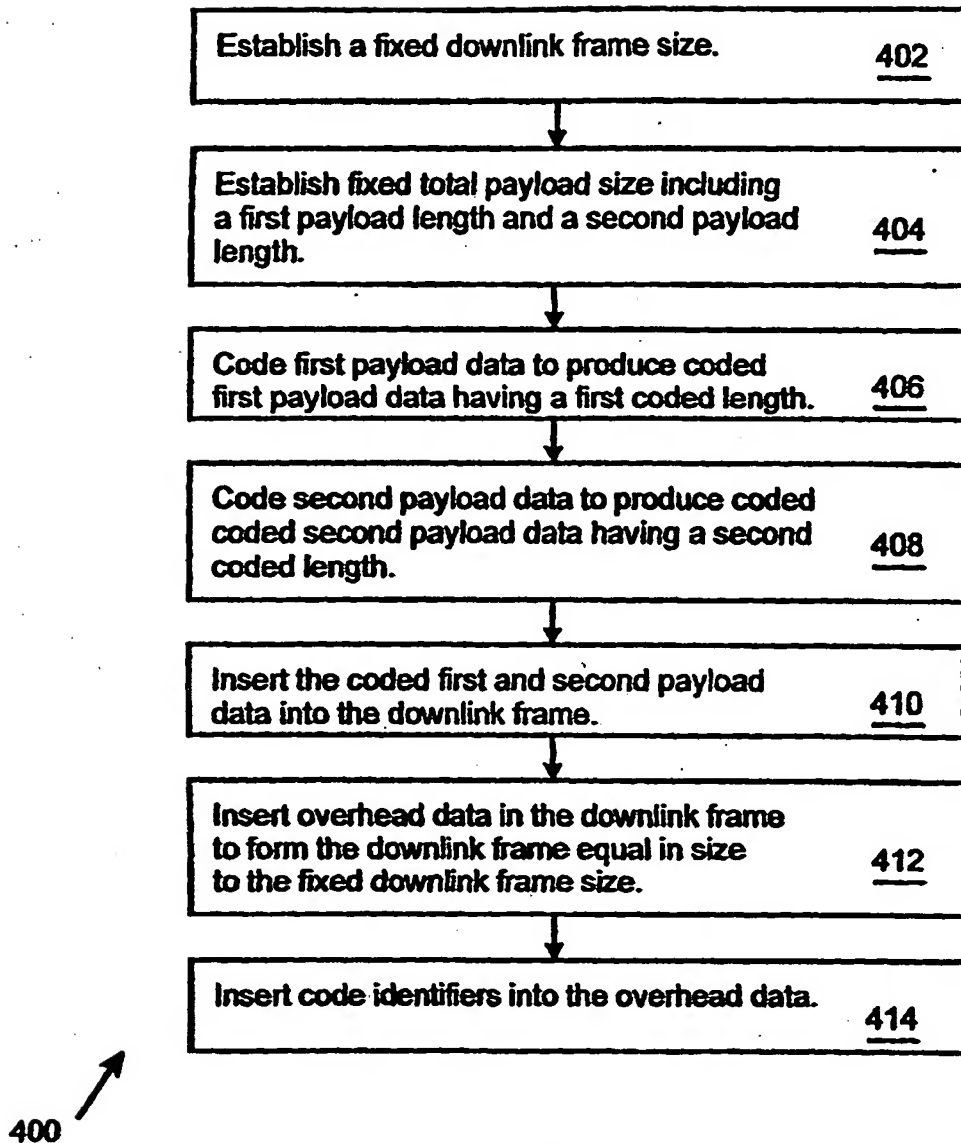 Establish a fixed downlink frame size.
402
Establish fixed total payload size including
a first payload length and a second payload
length.
404
Code first payload data to produce coded
first payload data having a first coded length.
406
Code second payload data to produce coded
coded second payload data having a second
coded length.
408
Insert the coded first and second payload
data into the downlink frame.
410
Insert overhead data in the downlink frame
to form the downlink frame equal in size
to the fixed downlink frame size.
412
Insert code identifiers into the overhead data.
414
400